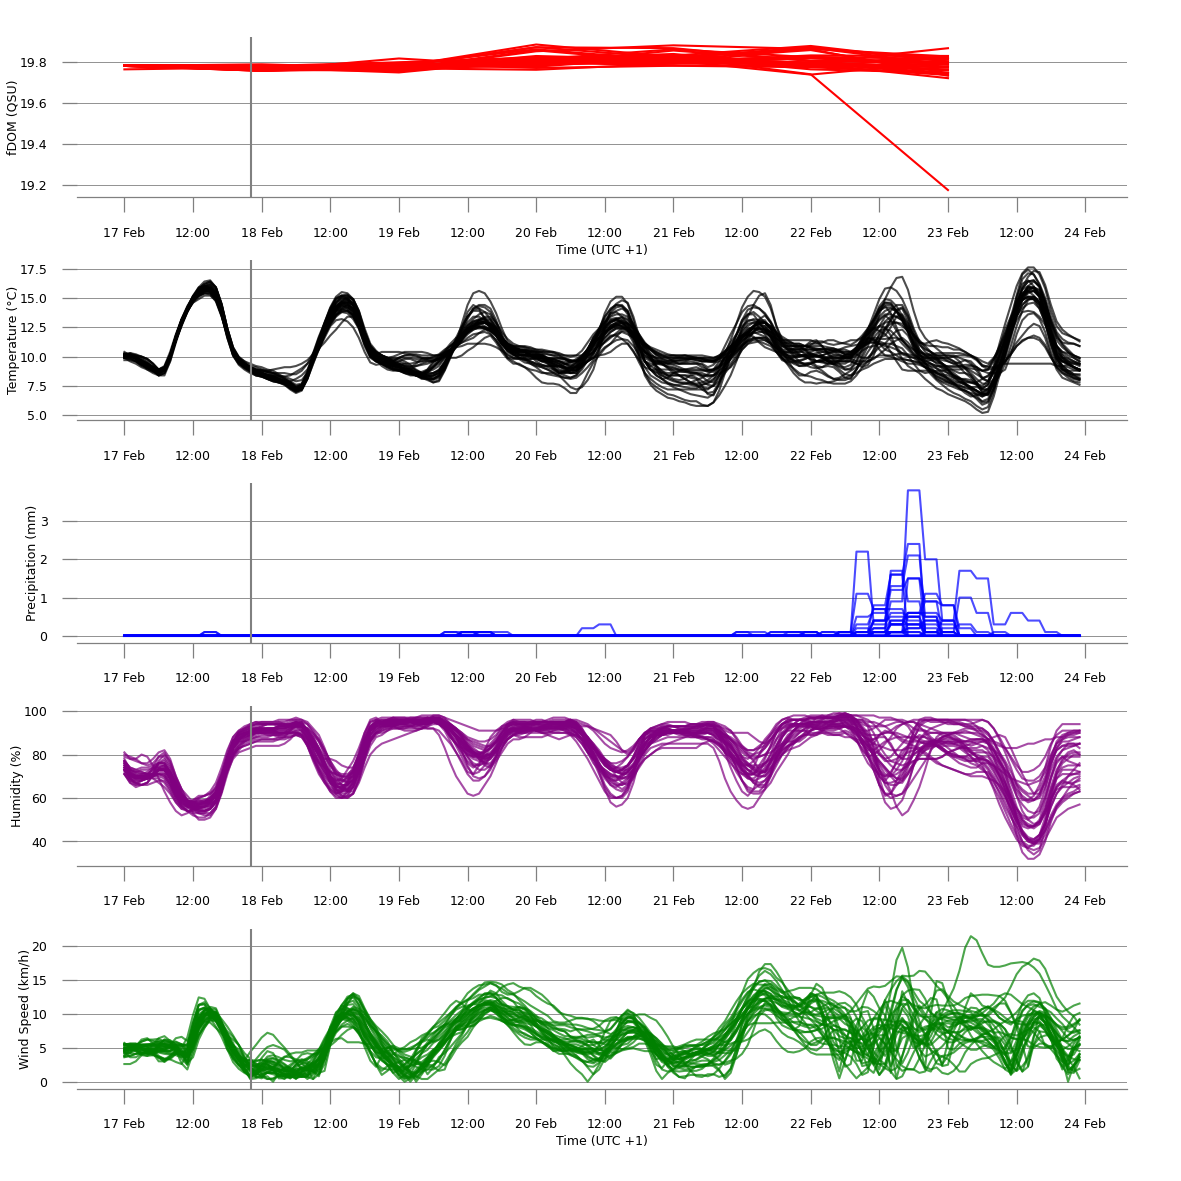 19.8
19.6
19.4
19.2
fDOM (QSU)
17 Feb 12:00 18 Feb 12:00 19 Feb 12:00 20 Feb 12:00 21 Feb 12:00 22 Feb 12:00 23 Feb 12:00 24 Feb
Time (UTC +1)
17.5
15.0
12.5
10.0
7.5
5.0
Temperature (°C)
17 Feb 12:00 18 Feb 12:00 19 Feb 12:00 20 Feb 12:00 21 Feb 12:00 22 Feb 12:00 23 Feb 12:00 24 Feb
3
2
1
0
Precipitation (mm)
17 Feb 12:00 18 Feb 12:00 19 Feb 12:00 20 Feb 12:00 21 Feb 12:00 22 Feb 12:00 23 Feb 12:00 24 Feb
100
80
60
40
Humidity (%)
17 Feb 12:00 18 Feb 12:00 19 Feb 12:00 20 Feb 12:00 21 Feb 12:00 22 Feb 12:00 23 Feb 12:00 24 Feb
20
15
10
5
0
Wind Speed (km/h)
17 Feb 12:00 18 Feb 12:00 19 Feb 12:00 20 Feb 12:00 21 Feb 12:00 22 Feb 12:00 23 Feb 12:00 24 Feb
Time (UTC +1)